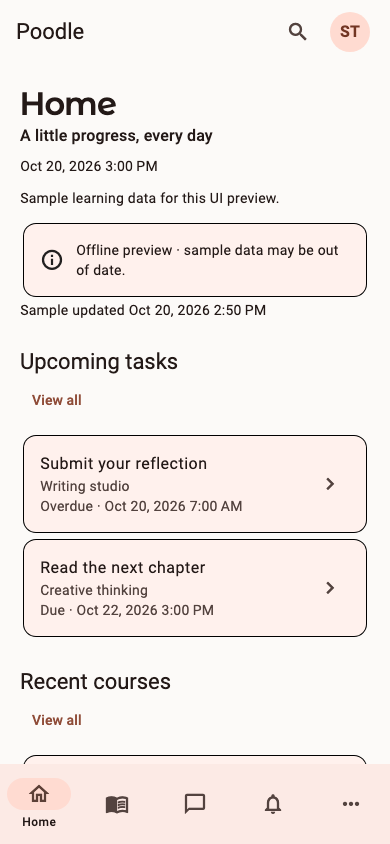 Poodle
ST
Home
A little progress, every day
Oct 20, 2026 3:00 PM
Sample learning data for this UI preview.
Offline preview · sample data may be out
of date.
Sample updated Oct 20, 2026 2:50 PM
Upcoming tasks
View all
Submit your reflection
Writing studio
Overdue · Oct 20, 2026 7:00 AM
Read the next chapter
Creative thinking
Due · Oct 22, 2026 3:00 PM
Recent courses
View all
Home